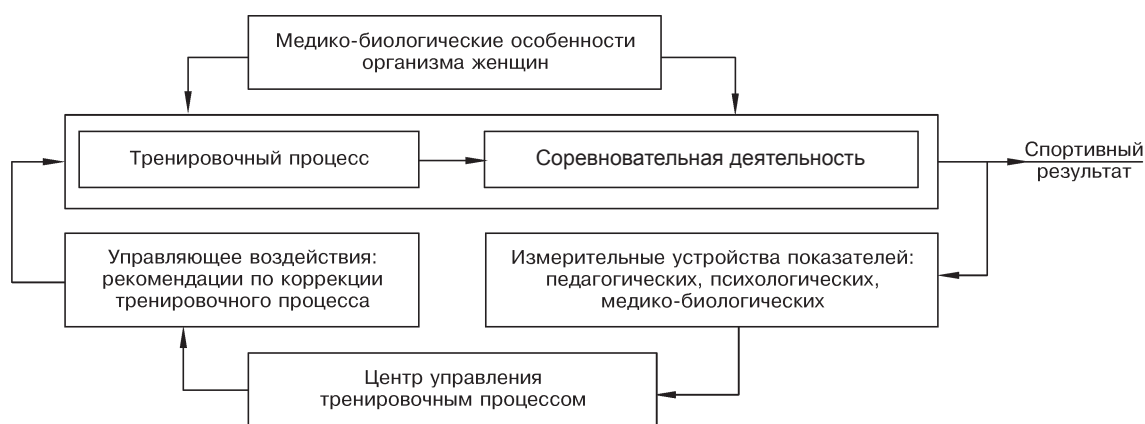 Медико-биологические особенности
организма женщин
Тренировочный процесс
Соревновательная деятельность
Спортивный
результат
Управляющее воздействия:
рекомендации по коррекции
тренировочного процесса
Измерительные устройства показателей:
педагогических, психологических,
медико-биологических
Центр управления
тренировочным процессом